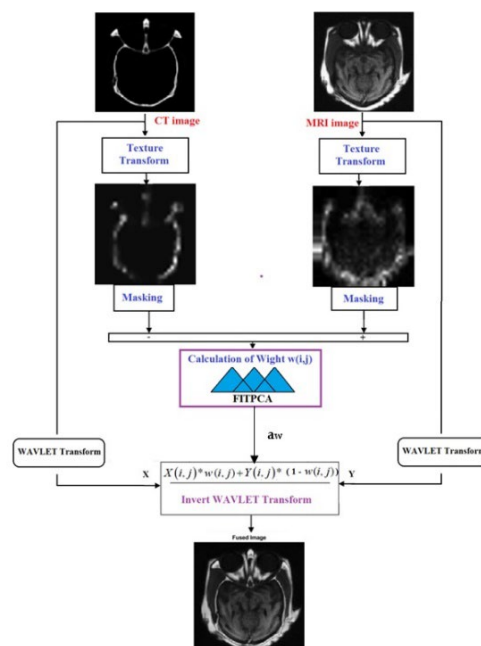 CT image
MRI image
Texture
Transform
Texture
Transform
Masking
Masking
- +
Calculation of Wight w(i,j)
FITPCA
aw
WAVLET Transform
WAVLET Transform
X
X(i, j)*w(i, j)+Y(i, j)* (1 - w(i, j))
Y
Invert WAVLET Transform
Fused Image